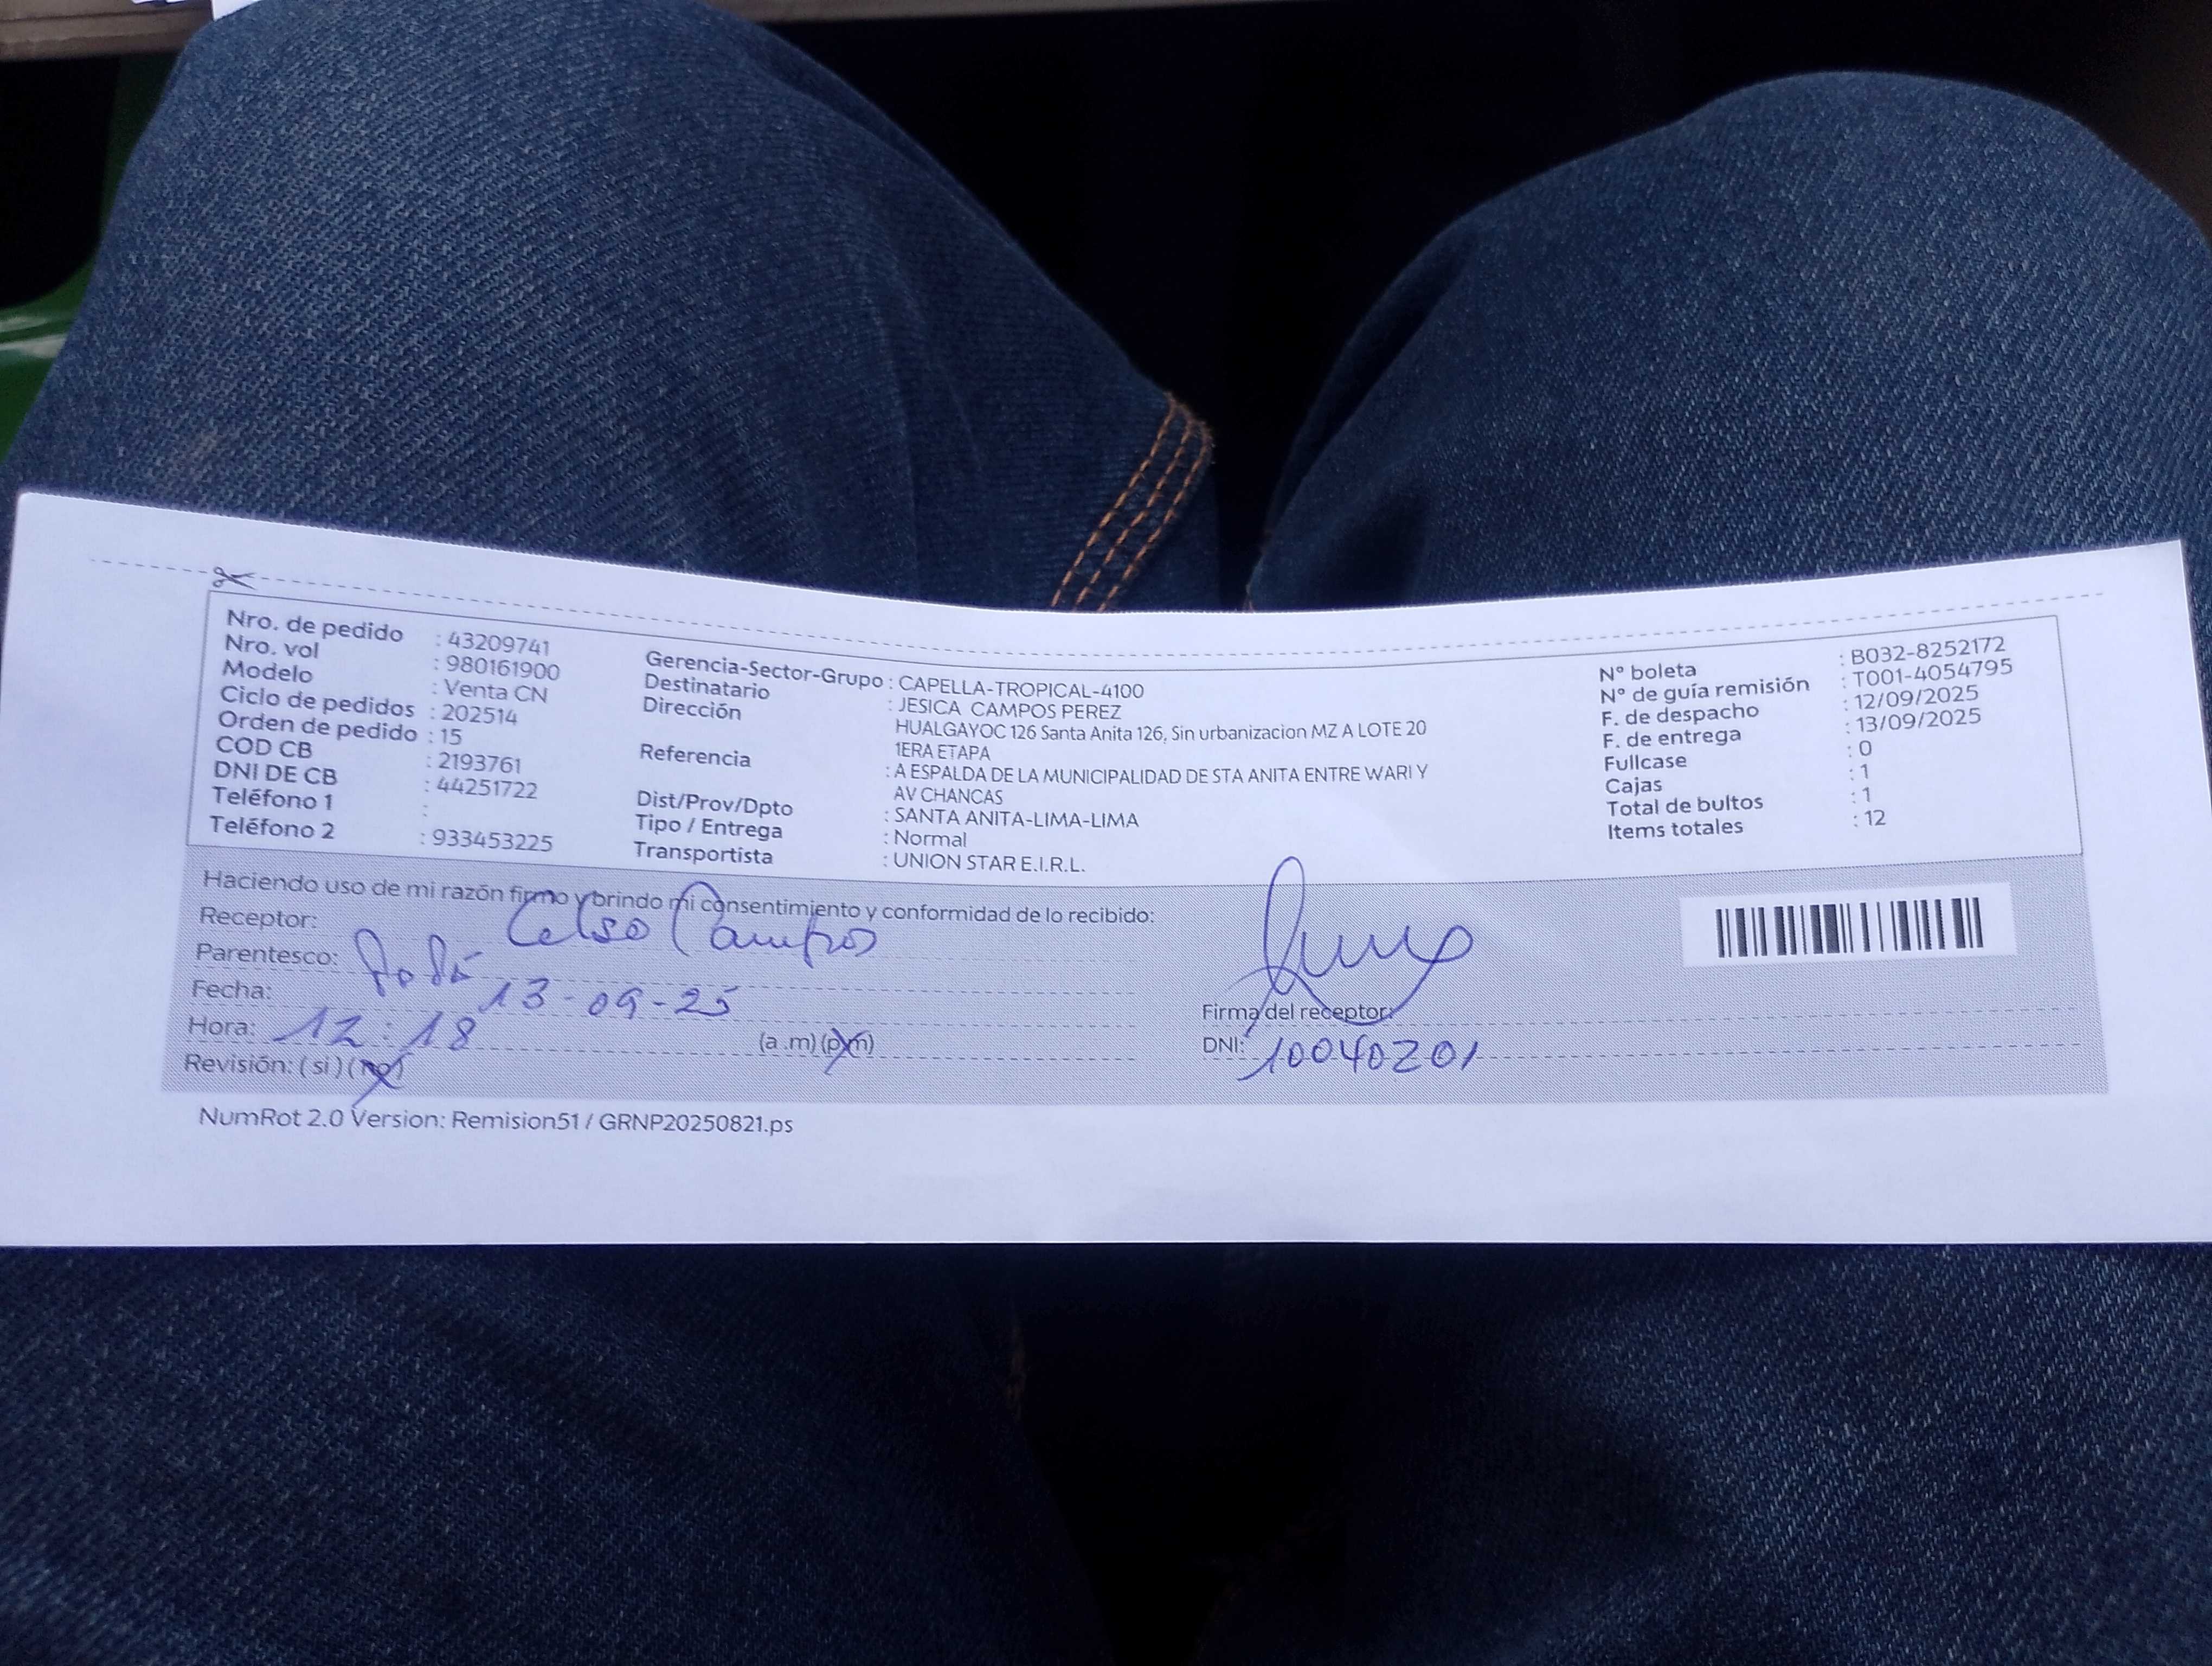 Nro. de pedido : 43209741
Nro. vol : 980161900
Modelo : Venta CN
Ciclo de pedidos : 202514
Orden de pedido : 15
COD CB : 2193761
DNI DE CB : 44251722
Teléfono 1 :
Teléfono 2 : 933453225
Gerencia-Sector-Grupo : CAPELLA-TROPICAL-4100
Destinatario : JESICA CAMPOS PEREZ
Dirección HUALGAYOC 126 Santa Anita 126, Sin urbanizacion MZ A LOTE 20
1ERA ETAPA
Referencia : A ESPALDA DE LA MUNICIPALIDAD DE STA ANITA ENTRE WARI Y
AV CHANCAS
Dist/Prov/Dpto : SANTA ANITA-LIMA-LIMA
Tipo / Entrega : Normal
Transportista : UNION STAR E.I.R.L.
N° boleta : B032-8252172
N° de guía remisión : T001-4054795
F. de despacho : 12/09/2025
F. de entrega : 13/09/2025
Fullcase : 0
Cajas : 1
Total de bultos : 1
Items totales : 12
Haciendo uso de mi razón firmo y brindo mi consentimiento y conformidad de lo recibido:
Receptor: Celso Campos
Parentesco:
Fecha: 13-09-25
Hora: 12:18 (a .m) (p.m)
Revisión: ( si ) ( no )
Firma del receptor:
DNI: 10040201
NumRot 2.0 Version: Remision51 / GRNP20250821.ps